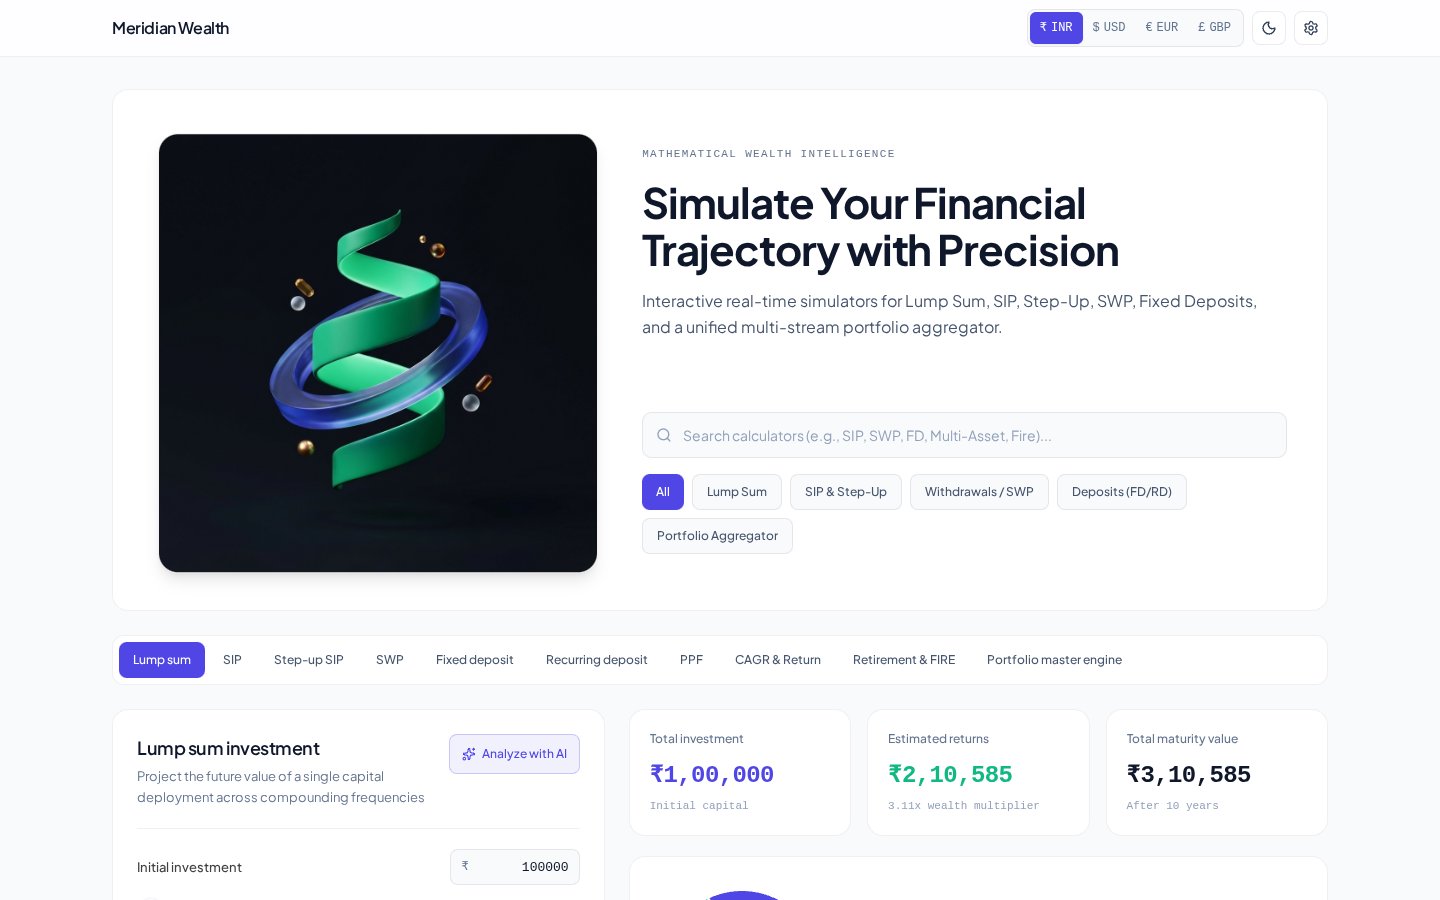 Meridian Wealth
₹ INR
$ USD
€ EUR
£ GBP
MATHEMATICAL WEALTH INTELLIGENCE
Simulate Your Financial
Trajectory with Precision
Interactive real-time simulators for Lump Sum, SIP, Step-Up, SWP, Fixed Deposits,
and a unified multi-stream portfolio aggregator.
Search calculators (e.g., SIP, SWP, FD, Multi-Asset, Fire)...
All
Lump Sum
SIP & Step-Up
Withdrawals / SWP
Deposits (FD/RD)
Portfolio Aggregator
Lump sum
SIP
Step-up SIP
SWP
Fixed deposit
Recurring deposit
PPF
CAGR & Return
Retirement & FIRE
Portfolio master engine
Lump sum investment
Analyze with AI
Project the future value of a single capital
deployment across compounding frequencies
Initial investment
₹ 100000
Total investment
₹1,00,000
Initial capital
Estimated returns
₹2,10,585
3.11x wealth multiplier
Total maturity value
₹3,10,585
After 10 years